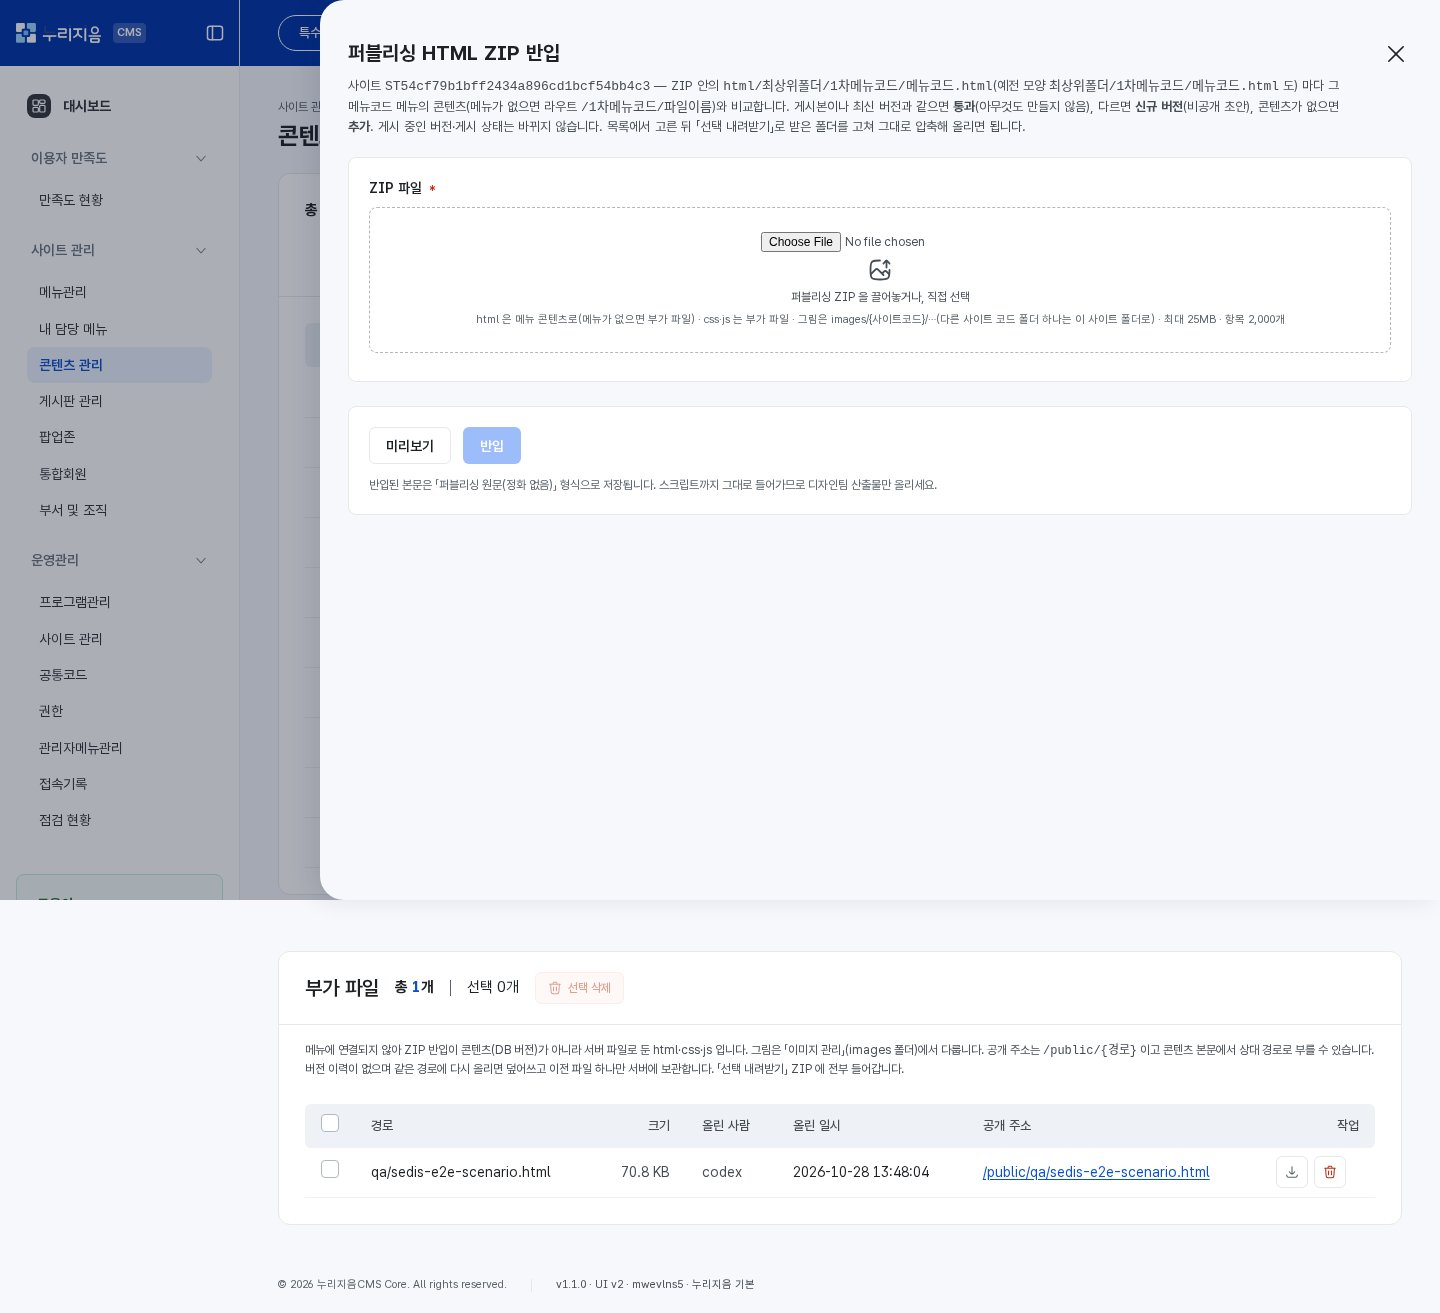 누리지음 CMS
특수
대시보드
이용자 만족도
만족도 현황
사이트 관리
메뉴관리
내 담당 메뉴
콘텐츠 관리
게시판 관리
팝업존
통합회원
부서 및 조직
운영관리
프로그램관리
사이트 관리
공통코드
권한
관리자메뉴관리
접속기록
점검 현황
사이트 관
콘텐
총
퍼블리싱 HTML ZIP 반입
사이트 ST54cf79b1bff2434a896cd1bcf54bb4c3 — ZIP 안의 html/최상위폴더/1차메뉴코드/메뉴코드.html(예전 모양 최상위폴더/1차메뉴코드/메뉴코드.html 도) 마다 그
메뉴코드 메뉴의 콘텐츠(메뉴가 없으면 라우트 /1차메뉴코드/파일이름)와 비교합니다. 게시본이나 최신 버전과 같으면 통과(아무것도 만들지 않음), 다르면 신규 버전(비공개 초안), 콘텐츠가 없으면
추가. 게시 중인 버전·게시 상태는 바뀌지 않습니다. 목록에서 고른 뒤 「선택 내려받기」로 받은 폴더를 고쳐 그대로 압축해 올리면 됩니다.
ZIP 파일 *
Choose File No file chosen
퍼블리싱 ZIP 을 끌어놓거나, 직접 선택
html 은 메뉴 콘텐츠로(메뉴가 없으면 부가 파일) · css·js 는 부가 파일 · 그림은 images/{사이트코드}/…(다른 사이트 코드 폴더 하나는 이 사이트 폴더로) · 최대 25MB · 항목 2,000개
미리보기 반입
반입된 본문은 「퍼블리싱 원문(정화 없음)」 형식으로 저장됩니다. 스크립트까지 그대로 들어가므로 디자인팀 산출물만 올리세요.
부가 파일 총 1개 | 선택 0개 선택 삭제
메뉴에 연결되지 않아 ZIP 반입이 콘텐츠(DB 버전)가 아니라 서버 파일로 둔 html·css·js 입니다. 그림은 「이미지 관리」(images 폴더)에서 다룹니다. 공개 주소는 /public/{경로} 이고 콘텐츠 본문에서 상대 경로로 부를 수 있습니다.
버전 이력이 없으며 같은 경로에 다시 올리면 덮어쓰고 이전 파일 하나만 서버에 보관합니다. 「선택 내려받기」 ZIP 에 전부 들어갑니다.
경로 크기 올린 사람 올린 일시 공개 주소 작업
qa/sedis-e2e-scenario.html 70.8 KB codex 2026-10-28 13:48:04 /public/qa/sedis-e2e-scenario.html
© 2026 누리지음CMS Core. All rights reserved. v1.1.0 · UI v2 · mwevlns5 · 누리지음 기본